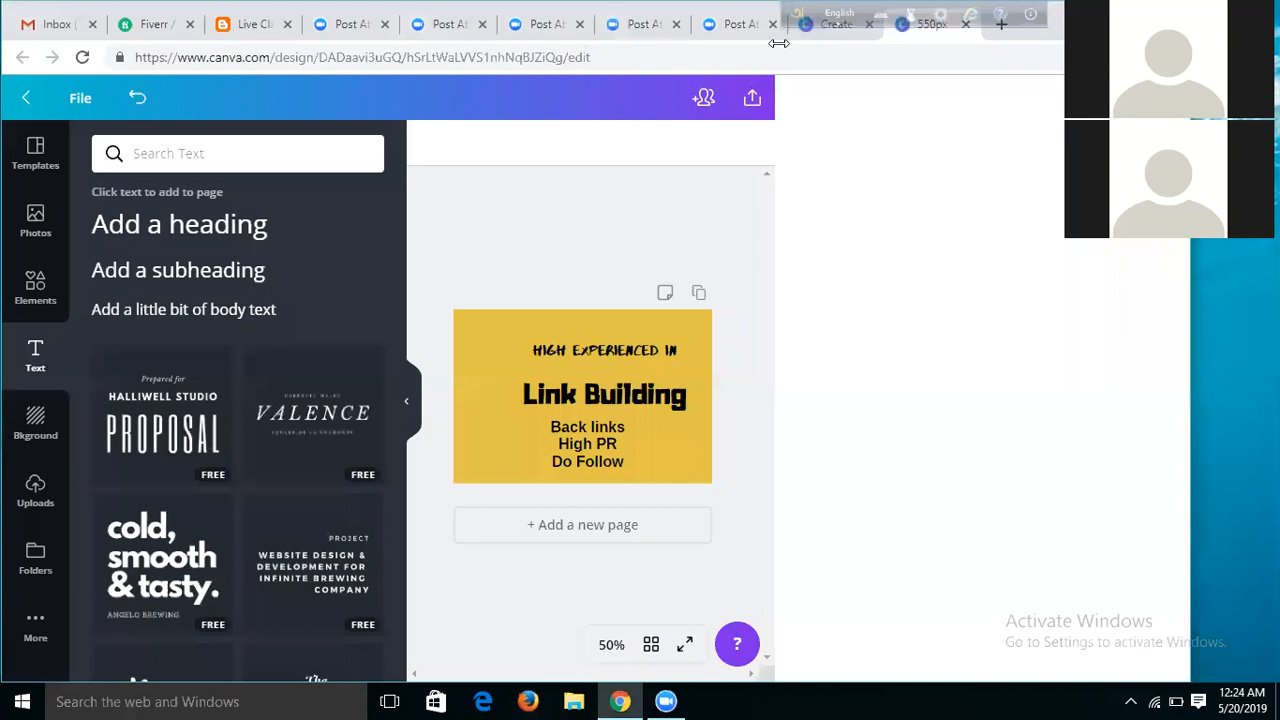 Inbox (
Fiverr
Live Cl
Post At
Post At
Post At
Post At
Post At
Create
550px
English
https://www.canva.com/design/DADaavi3uGQ/hSrLtWaLVVS1nhNqBJZiQg/edit
File
Templates
Photos
Elements
Text
Bkground
Uploads
Folders
More
Search Text
Click text to add to page
Add a heading
Add a subheading
Add a little bit of body text
Prepared for
HALLIWELL STUDIO
PROPOSAL
FREE
VALENCE
FREE
cold,
smooth
& tasty.
ANGELO BREWING.
FREE
PROJECT
WEBSITE DESIGN &
DEVELOPMENT FOR
INFINITE BREWING
COMPANY
FREE
The
HIGH EXPERIENCED IN
Link Building
Back links
High PR
Do Follow
+ Add a new page
50%
?
Activate Windows
Go to Settings to activate Windows.
Search the web and Windows
12:24 AM
5/20/2019